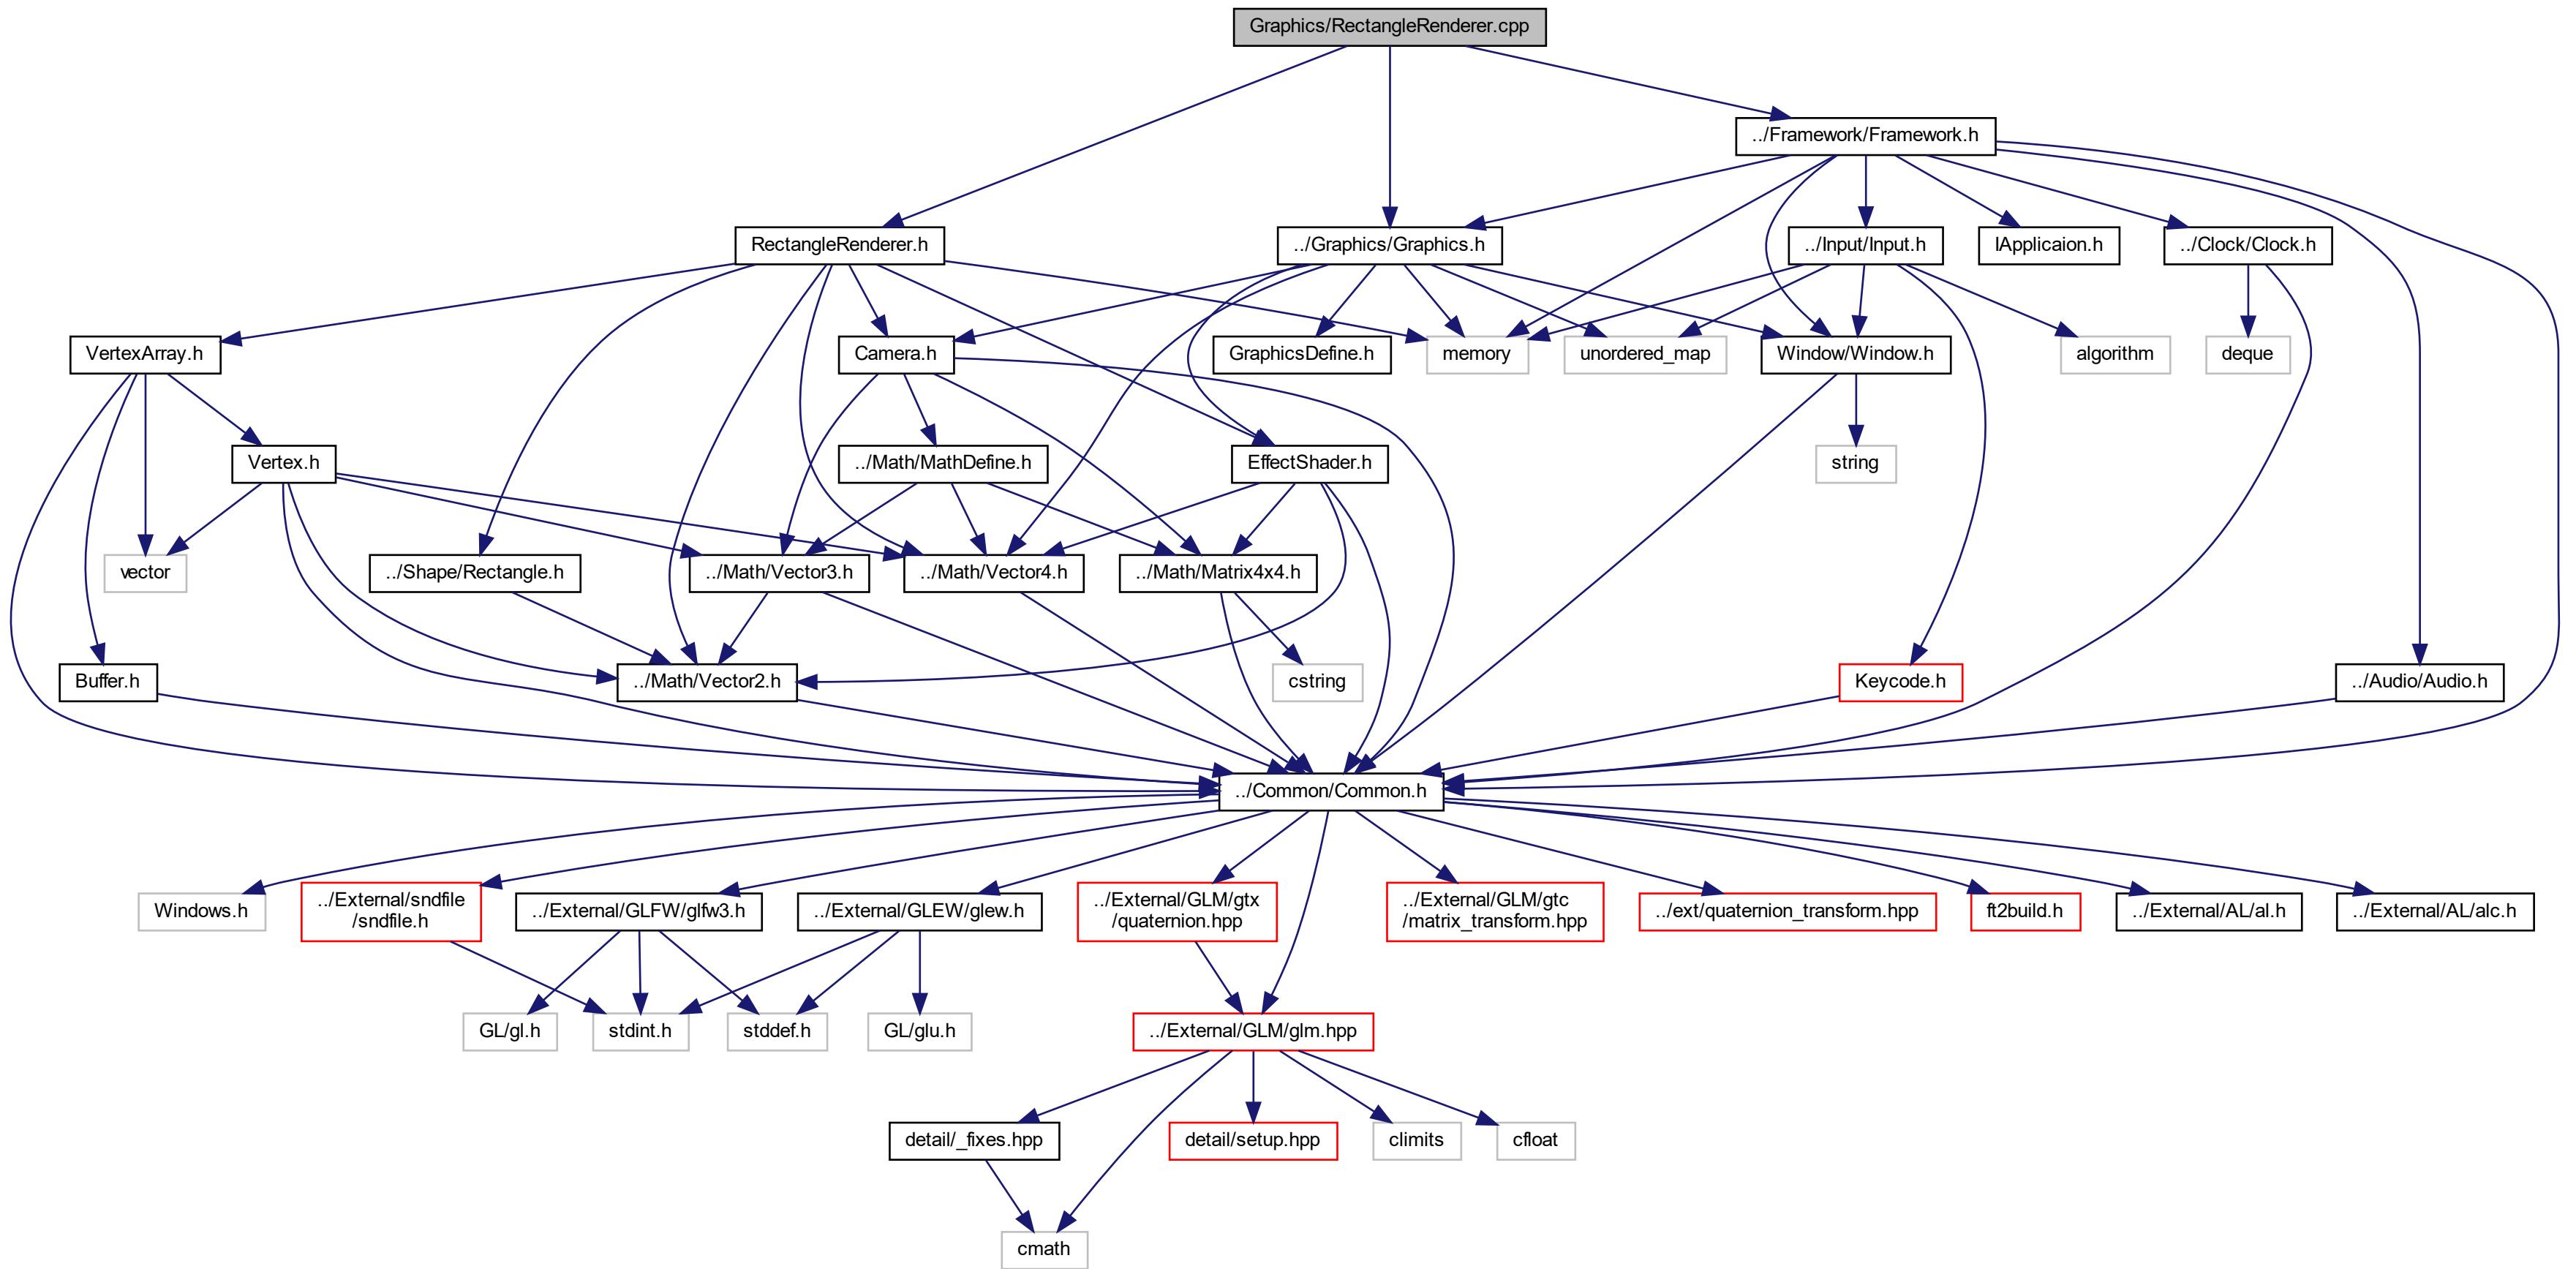 Graphics/RectangleRenderer.cpp
../Framework/Framework.h
RectangleRenderer.h
../Graphics/Graphics.h
../Input/Input.h
IApplicaion.h
../Clock/Clock.h
VertexArray.h
Camera.h
GraphicsDefine.h
memory
unordered_map
Window/Window.h
algorithm
deque
Vertex.h
../Math/MathDefine.h
EffectShader.h
string
vector
../Shape/Rectangle.h
../Math/Vector3.h
../Math/Vector4.h
../Math/Matrix4x4.h
Buffer.h
../Math/Vector2.h
cstring
Keycode.h
../Audio/Audio.h
../Common/Common.h
Windows.h
../External/sndfile
/sndfile.h
../External/GLFW/glfw3.h
../External/GLEW/glew.h
../External/GLM/gtx
/quaternion.hpp
../External/GLM/gtc
/matrix_transform.hpp
../ext/quaternion_transform.hpp
ft2build.h
../External/AL/al.h
../External/AL/alc.h
GL/gl.h
stdint.h
stddef.h
GL/glu.h
../External/GLM/glm.hpp
detail/_fixes.hpp
detail/setup.hpp
climits
cfloat
cmath